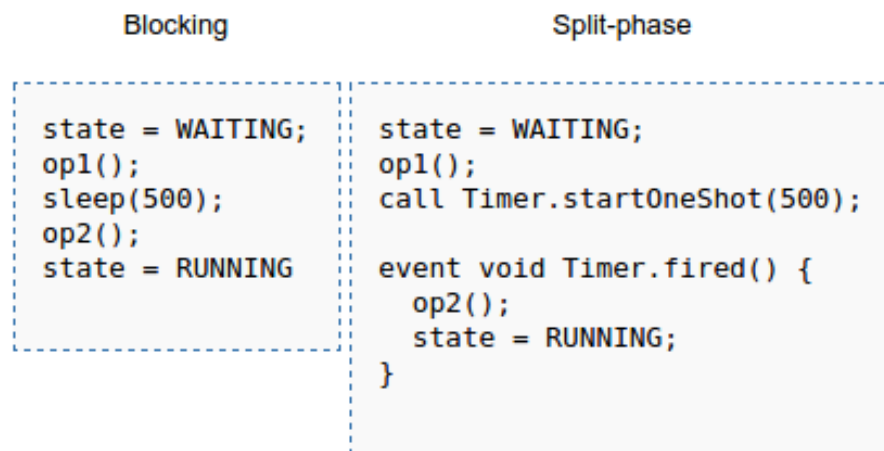 Blocking
state = WAITING;
op1();
sleep(500);
op2();
state = RUNNING
Split-phase
state = WAITING;
op1();
call Timer.startOneShot(500);
event void Timer.fired() {
  op2();
  state = RUNNING;
}